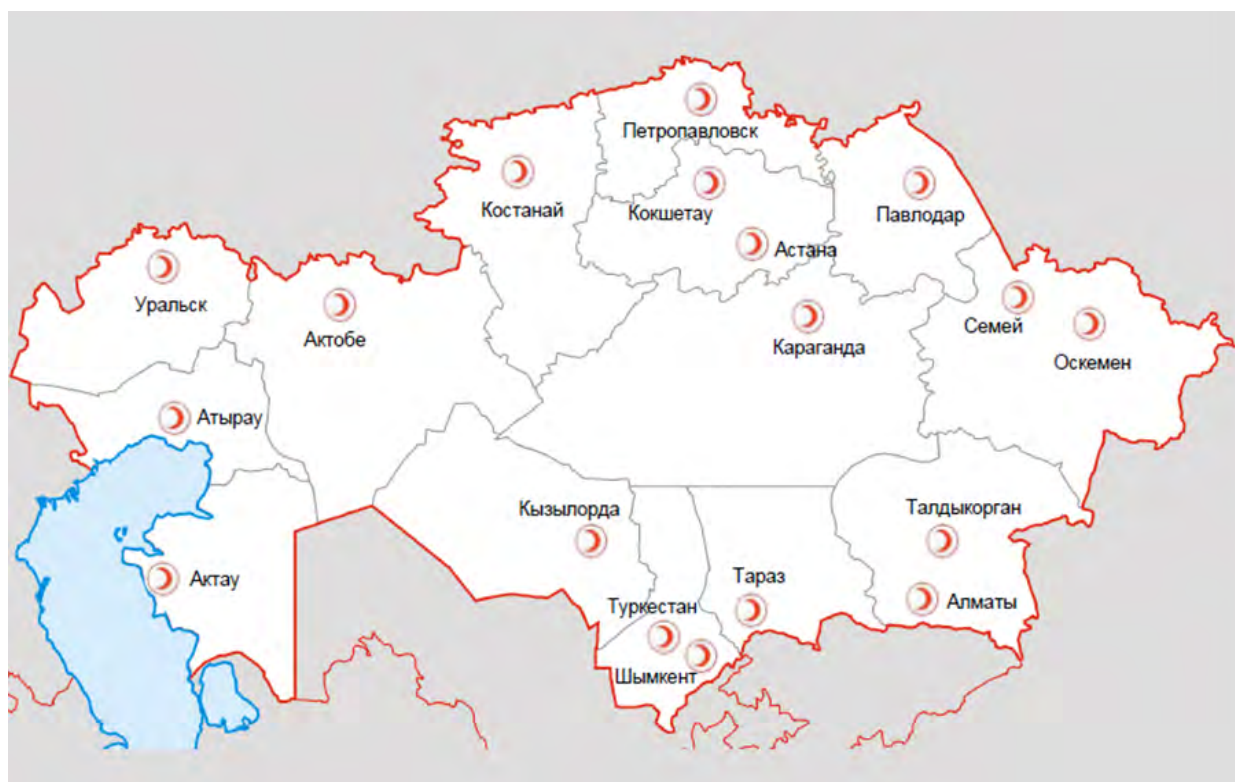 Петропавловск
Костанай
Кокшетау
Павлодар
Астана
Уральск
Актобе
Караганда
Семей
Оскемен
Атырау
Кызылорда
Талдыкорган
Актау
Тараз
Алматы
Туркестан
Шымкент